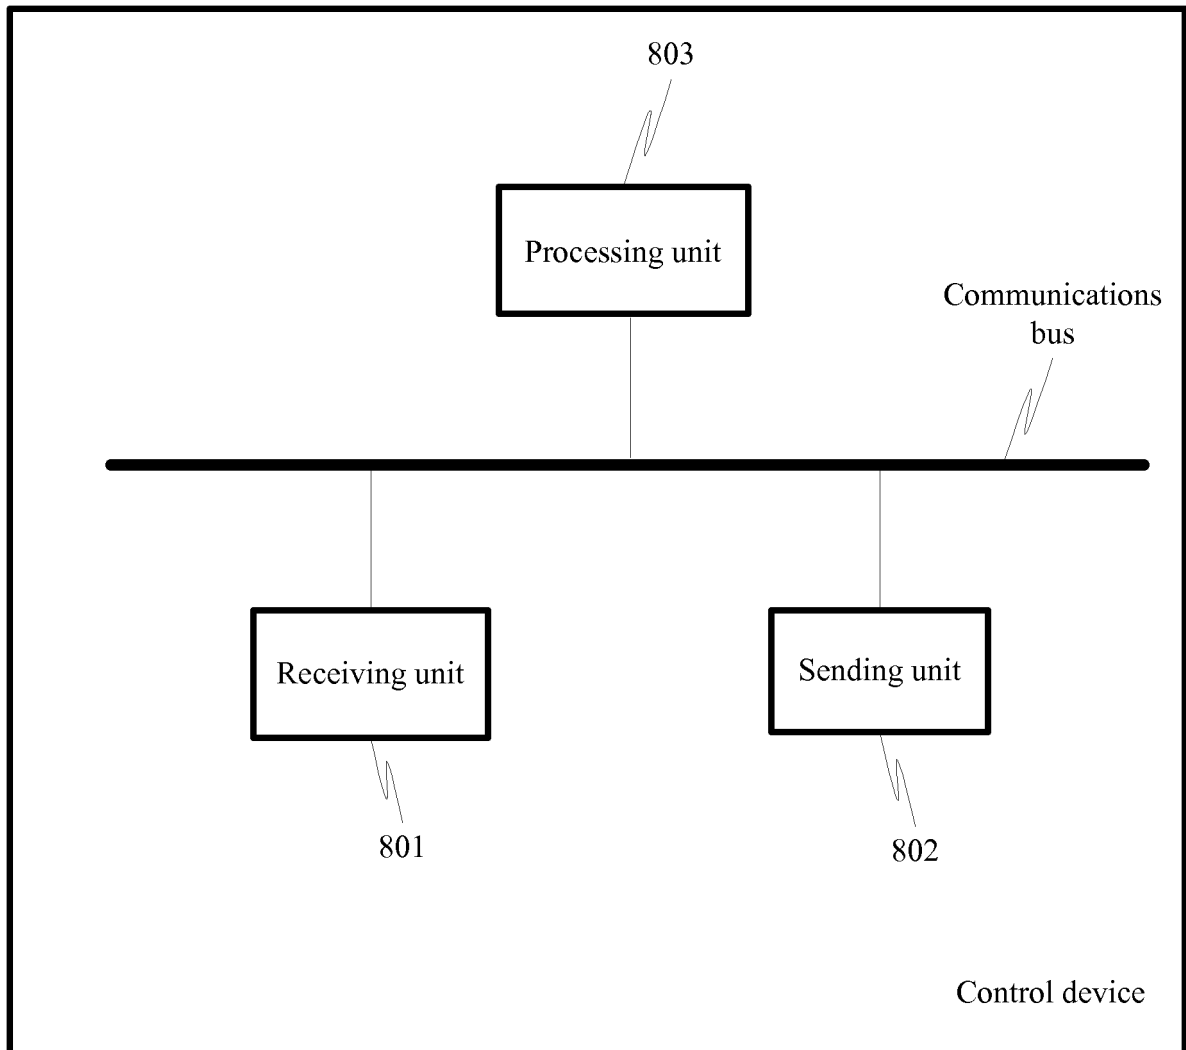 803
Processing unit
Communications
bus
Receiving unit
Sending unit
801
802
Control device